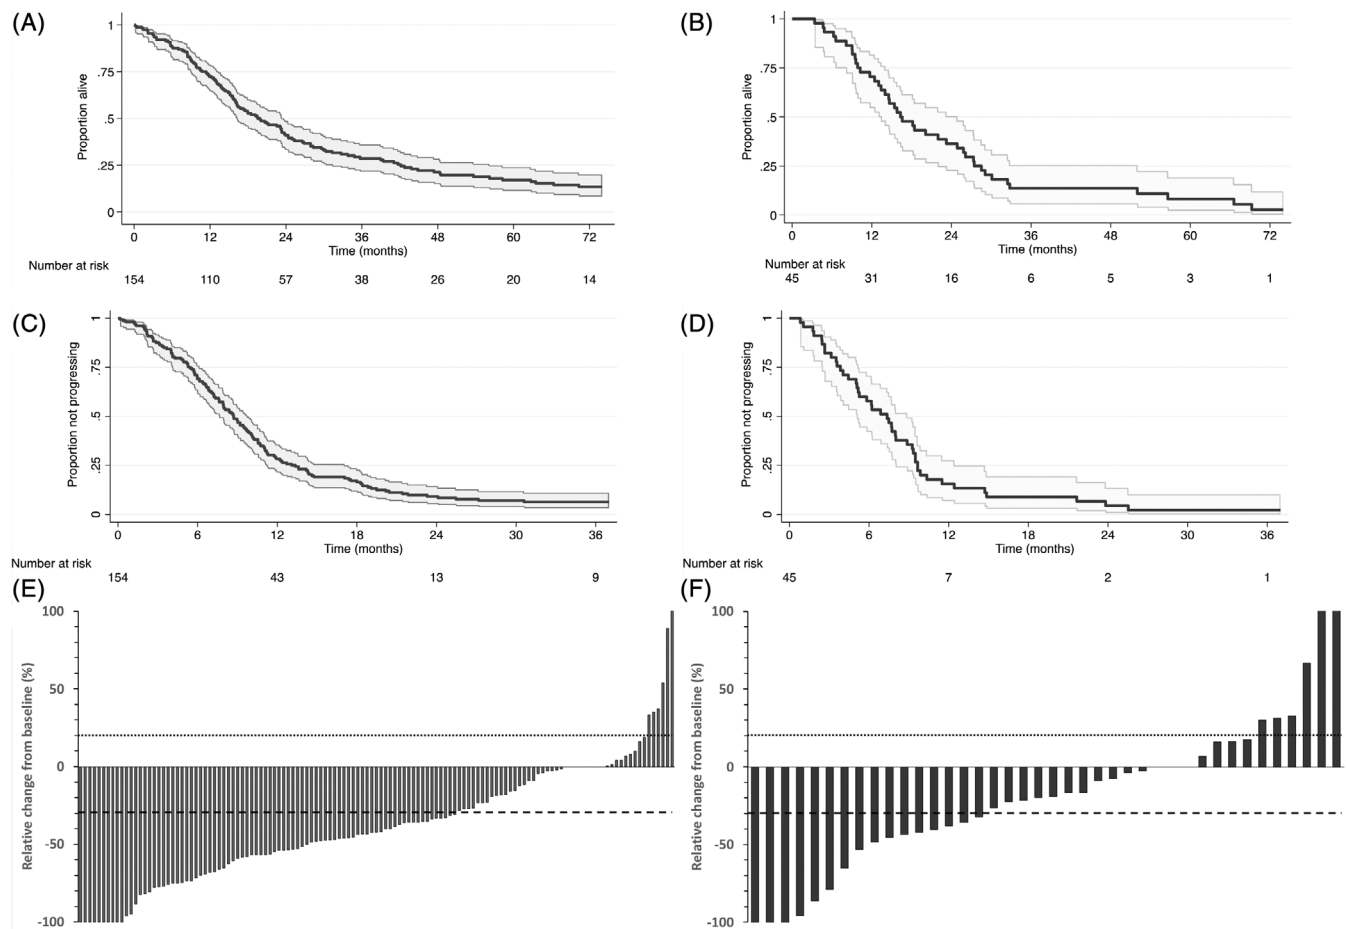 (A)
Proportion alive
1
.75
.5
.25
0
0 12 24 36 48 60 72
Time (months)
Number at risk
154 110 57 38 26 20 14
(B)
Proportion alive
1
.75
.5
.25
0
0 12 24 36 48 60 72
Time (months)
Number at risk
45 31 16 6 5 3 1
(C)
Proportion not progressing
1
.75
.5
.25
0
0 6 12 18 24 30 36
Time (months)
Number at risk
154 43 13 9
(D)
Proportion not progressing
1
.75
.5
.25
0
0 6 12 18 24 30 36
Time (months)
Number at risk
45 7 2 1
(E)
Relative change from baseline (%)
100
50
0
-50
-100
(F)
Relative change from baseline (%)
100
50
0
-50
-100